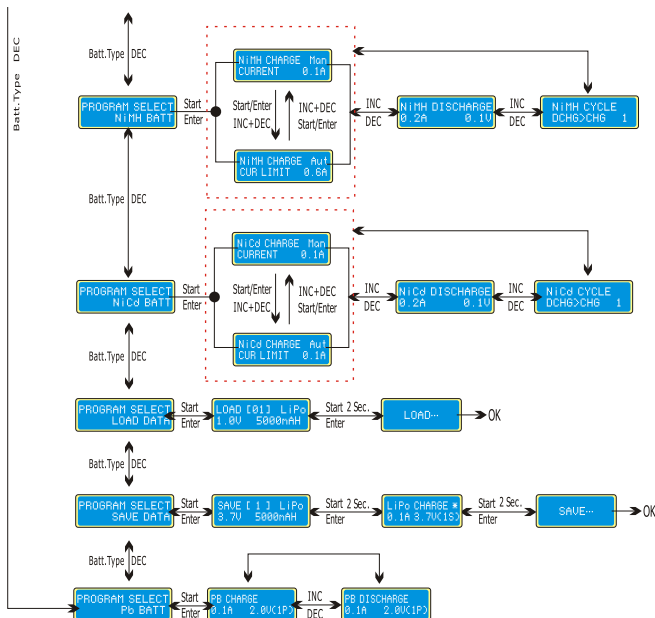 Batt.Type DEC
Batt.Type DEC
NiMH CHARGE Man
CURRENT 0.1A
PROGRAM SELECT
NiMH BATT
Start
Enter
Start/Enter
INC+DEC
INC+DEC
Start/Enter
INC
DEC
NiMH DISCHARGE
0.2A 0.1V
INC
DEC
NiMH CYCLE
DCHG>CHG 1
NiMH CHARGE Aut
CUR LIMIT 0.6A
Batt.Type DEC
NiCd CHARGE Man
CURRENT 0.1A
PROGRAM SELECT
NiCd BATT
Start
Enter
Start/Enter
INC+DEC
INC+DEC
Start/Enter
INC
DEC
NiCd DISCHARGE
0.2A 0.1V
INC
DEC
NiCd CYCLE
DCHG>CHG 1
NiCd CHARGE Aut
CUR LIMIT 0.1A
Batt.Type DEC
PROGRAM SELECT
LOAD DATA
Start
Enter
LOAD [01] LiPo
1.0V 5000mAH
Start 2 Sec.
Enter
LOAD···
OK
Batt.Type DEC
PROGRAM SELECT
SAVE DATA
Start
Enter
SAVE [ 1 ] LiPo
3.7V 5000mAH
Start 2 Sec.
Enter
LiPo CHARGE *
0.1A 3.7V(1S)
Start 2 Sec.
Enter
SAVE···
OK
Batt.Type DEC
PROGRAM SELECT
Pb BATT
Start
Enter
PB CHARGE
0.1A 2.0V(1P)
INC
DEC
PB DISCHARGE
0.1A 2.0V(1P)